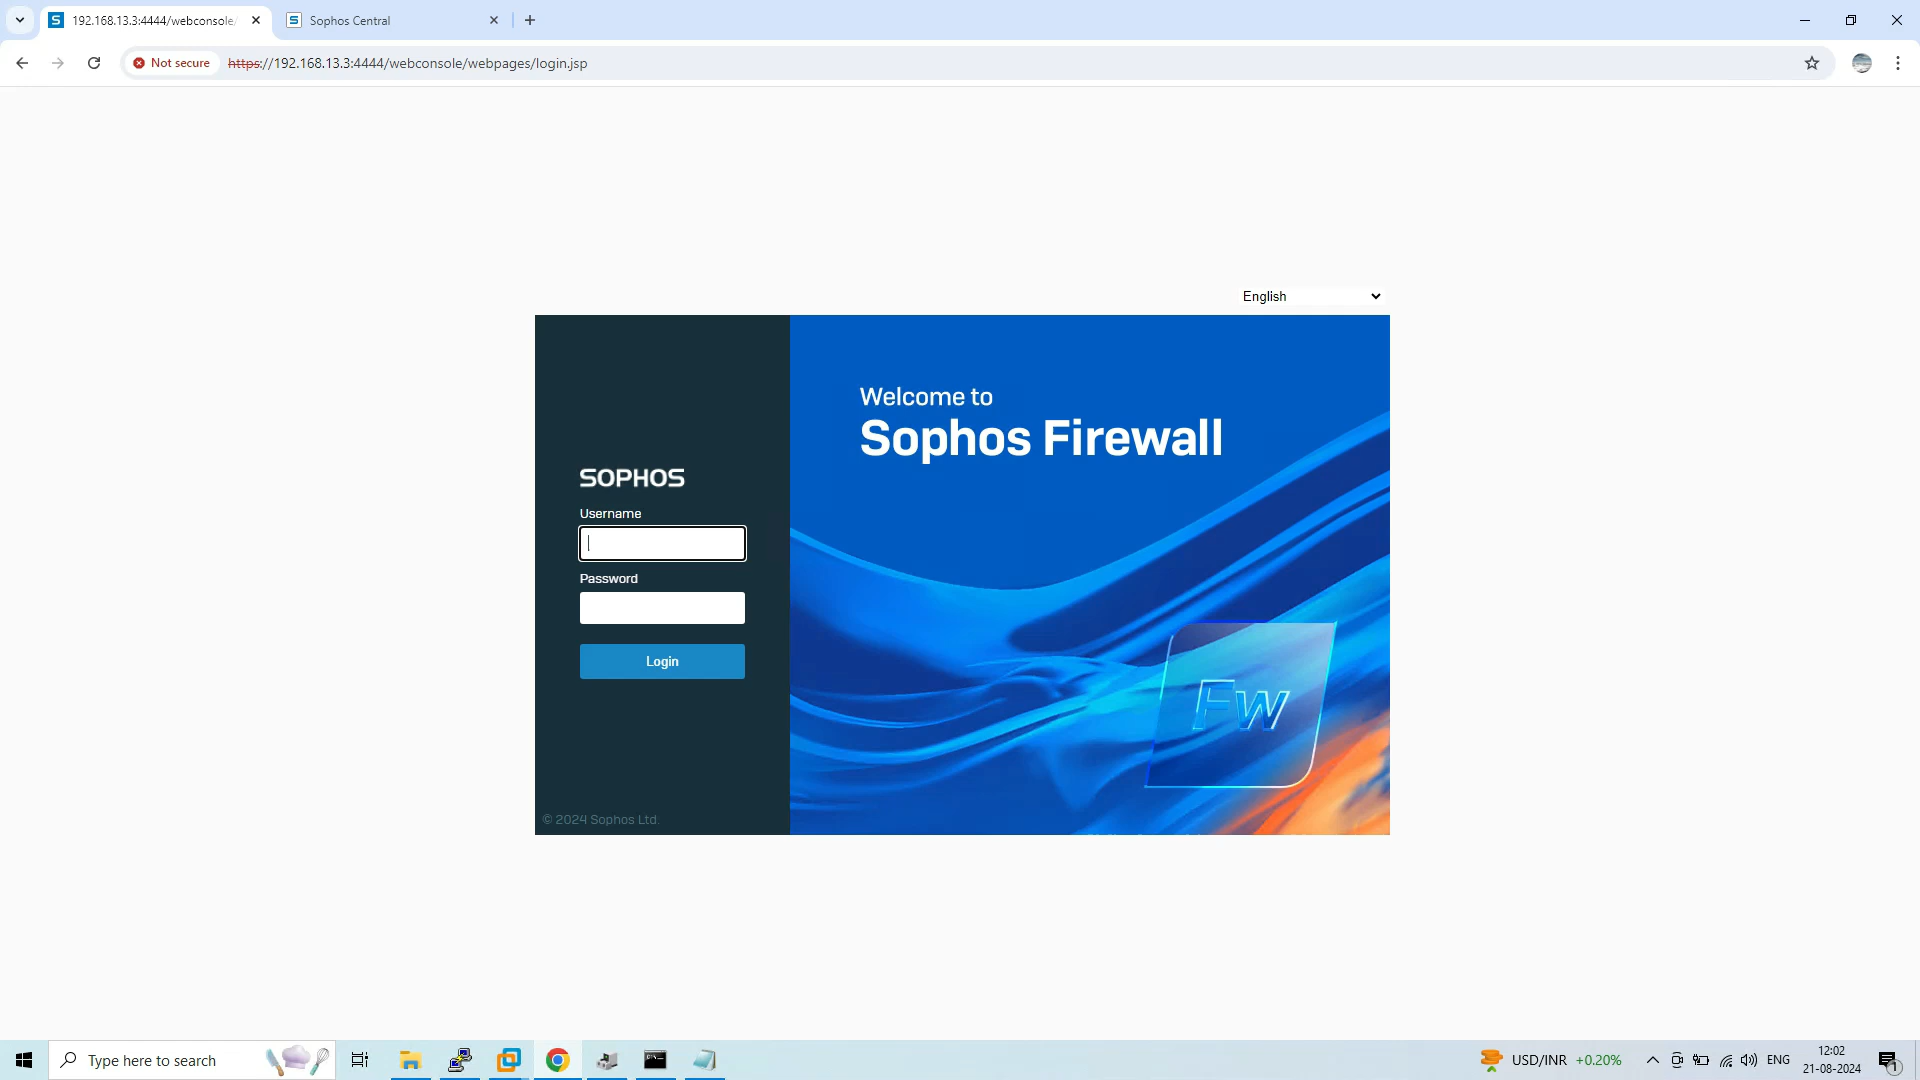 192.168.13.3:4444/webconsole/
Sophos Central
Not secure
https://192.168.13.3:4444/webconsole/webpages/login.jsp
English
Welcome to
Sophos Firewall
SOPHOS
Username
Password
Login
Fw
© 2024 Sophos Ltd.
Type here to search
USD/INR +0.20%
ENG
12:02
21-08-2024
1